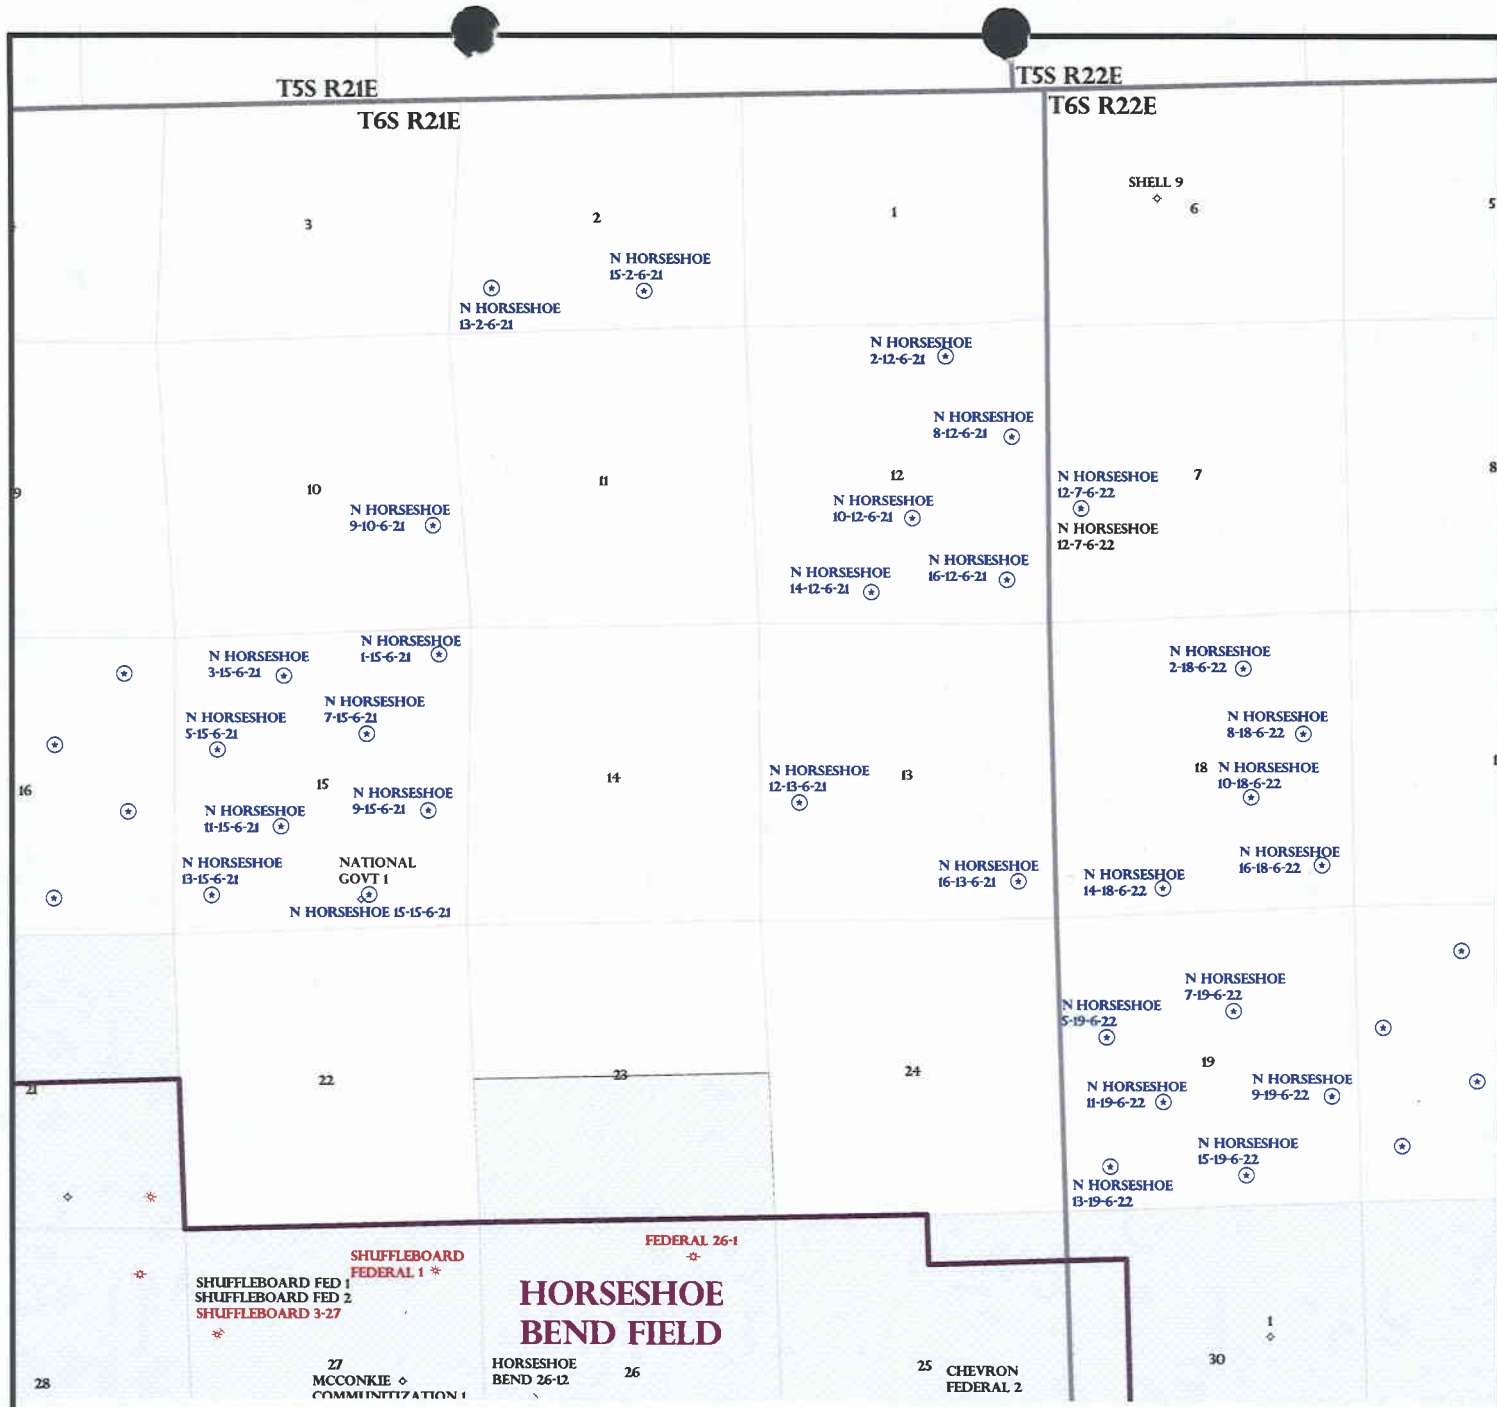 T5S R21E
T5S R22E
T6S R21E
T6S R22E
SHELL 9
3
2
1
6
5
N HORSESHOE
15-2-6-21
N HORSESHOE
13-2-6-21
N HORSESHOE
2-12-6-21
N HORSESHOE
8-12-6-21
9
10
11
12
7
8
N HORSESHOE
9-10-6-21
N HORSESHOE
10-12-6-21
N HORSESHOE
12-7-6-22
N HORSESHOE
12-7-6-22
N HORSESHOE
14-12-6-21
N HORSESHOE
16-12-6-21
N HORSESHOE
3-15-6-21
N HORSESHOE
1-15-6-21
N HORSESHOE
2-18-6-22
N HORSESHOE
5-15-6-21
N HORSESHOE
7-15-6-21
N HORSESHOE
8-18-6-22
16
15
14
13
18
1
N HORSESHOE
12-13-6-21
N HORSESHOE
10-18-6-22
N HORSESHOE
11-15-6-21
N HORSESHOE
9-15-6-21
N HORSESHOE
13-15-6-21
NATIONAL
GOVT 1
N HORSESHOE 15-15-6-21
N HORSESHOE
16-13-6-21
N HORSESHOE
14-18-6-22
N HORSESHOE
16-18-6-22
N HORSESHOE
5-19-6-22
N HORSESHOE
7-19-6-22
21
22
23
24
19
N HORSESHOE
11-19-6-22
N HORSESHOE
9-19-6-22
N HORSESHOE
15-19-6-22
N HORSESHOE
13-19-6-22
SHUFFLEBOARD
FEDERAL 1
FEDERAL 26-1
SHUFFLEBOARD FED 1
SHUFFLEBOARD FED 2
SHUFFLEBOARD 3-27
HORSESHOE
BEND FIELD
1
28
27
MCCONKIE
COMMUNITIZATION 1
HORSESHOE
BEND 26-12
26
25
CHEVRON
FEDERAL 2
30